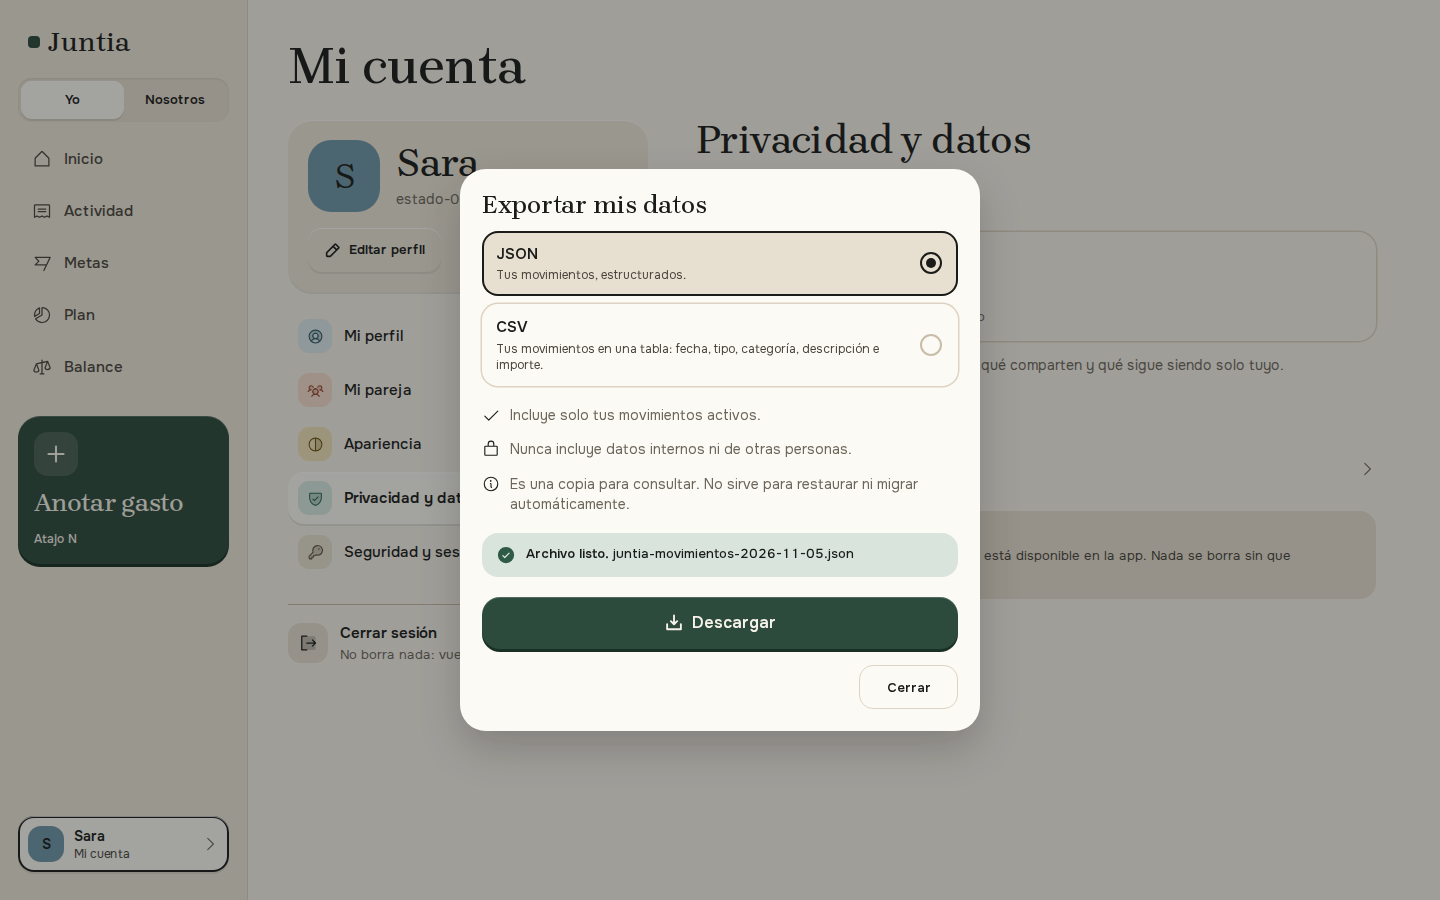 Juntia
Yo
Nosotros
Inicio
Actividad
Metas
Plan
Balance
Anotar gasto
Atajo N
Sara
Mi cuenta
Mi cuenta
S
Sara
estado-0
Editar perfil
Mi perfil
Mi pareja
Apariencia
Privacidad y dat
Seguridad y ses
Cerrar sesión
No borra nada: vue
Privacidad y datos
qué comparten y qué sigue siendo solo tuyo.
está disponible en la app. Nada se borra sin que
Exportar mis datos
JSON
Tus movimientos, estructurados.
CSV
Tus movimientos en una tabla: fecha, tipo, categoría, descripción e
importe.
Incluye solo tus movimientos activos.
Nunca incluye datos internos ni de otras personas.
Es una copia para consultar. No sirve para restaurar ni migrar
automáticamente.
Archivo listo. juntia-movimientos-2026-11-05.json
Descargar
Cerrar
S